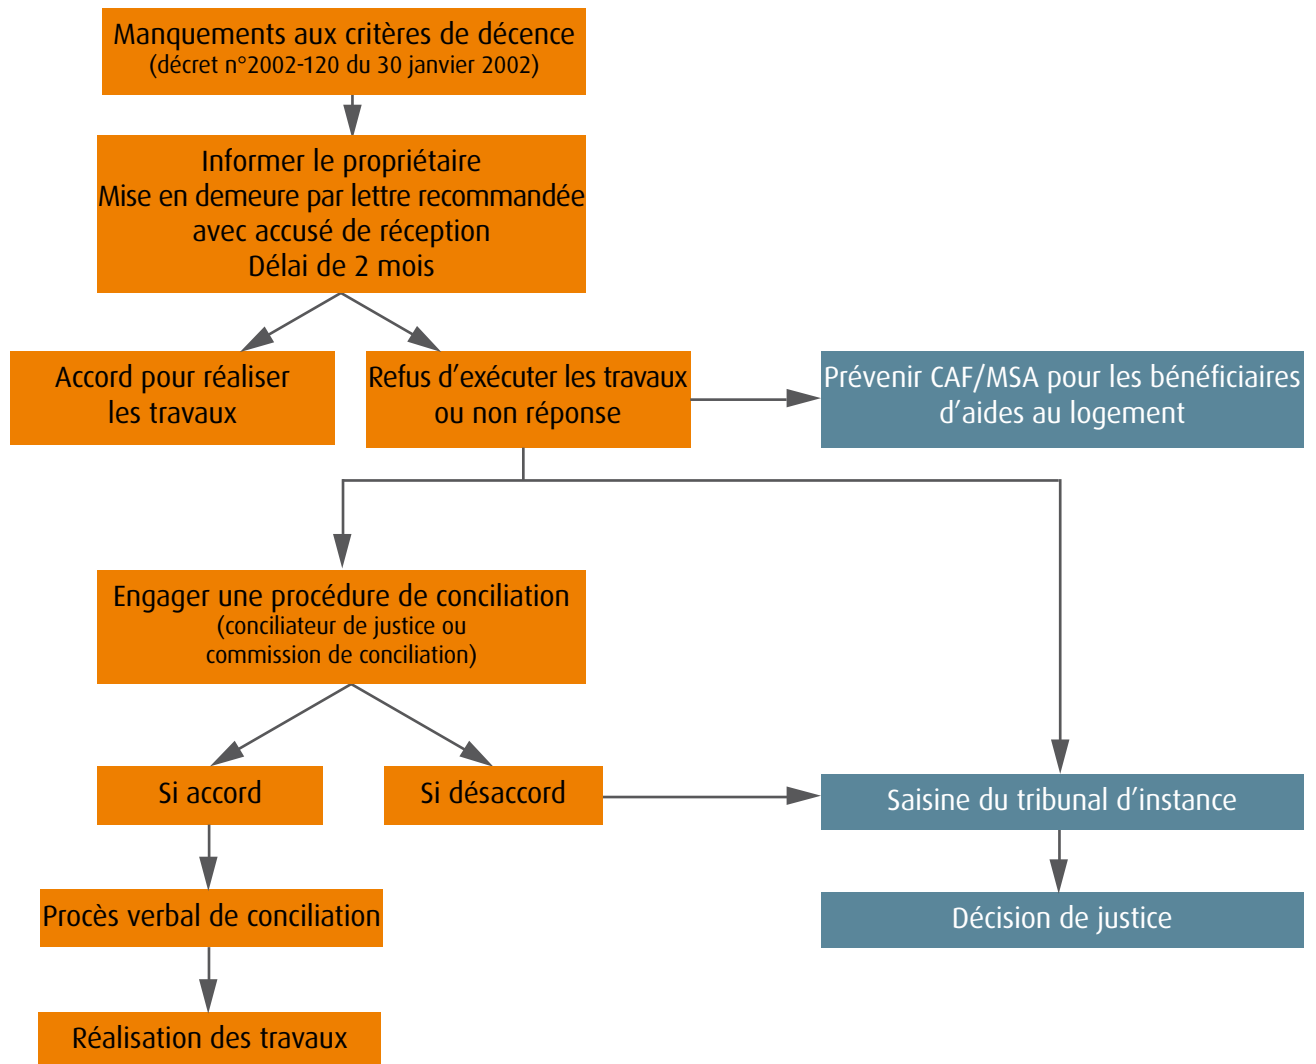 Manquements aux critères de décence
(décret n°2002-120 du 30 janvier 2002)
Informer le propriétaire
Mise en demeure par lettre recommandée
avec accusé de réception
Délai de 2 mois
Accord pour réaliser
les travaux
Refus d'exécuter les travaux
ou non réponse
Prévenir CAF/MSA pour les bénéficiaires
d'aides au logement
Engager une procédure de conciliation
(conciliateur de justice ou
commission de conciliation)
Si accord
Si désaccord
Saisine du tribunal d'instance
Procès verbal de conciliation
Décision de justice
Réalisation des travaux